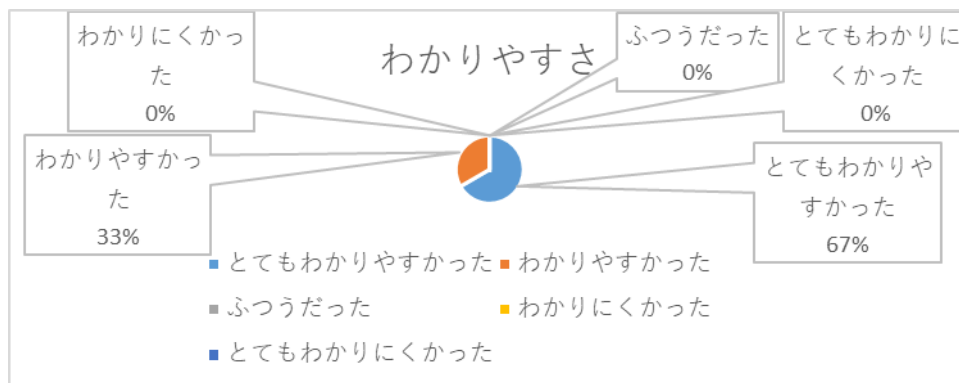 わかりやすさ
わかりにくかっ
た
0%
ふつうだった
0%
とてもわかりに
くかった
0%
わかりやすかっ
た
33%
とてもわかりや
すかった
67%
とてもわかりやすかった
わかりやすかった
ふつうだった
わかりにくかった
とてもわかりにくかった